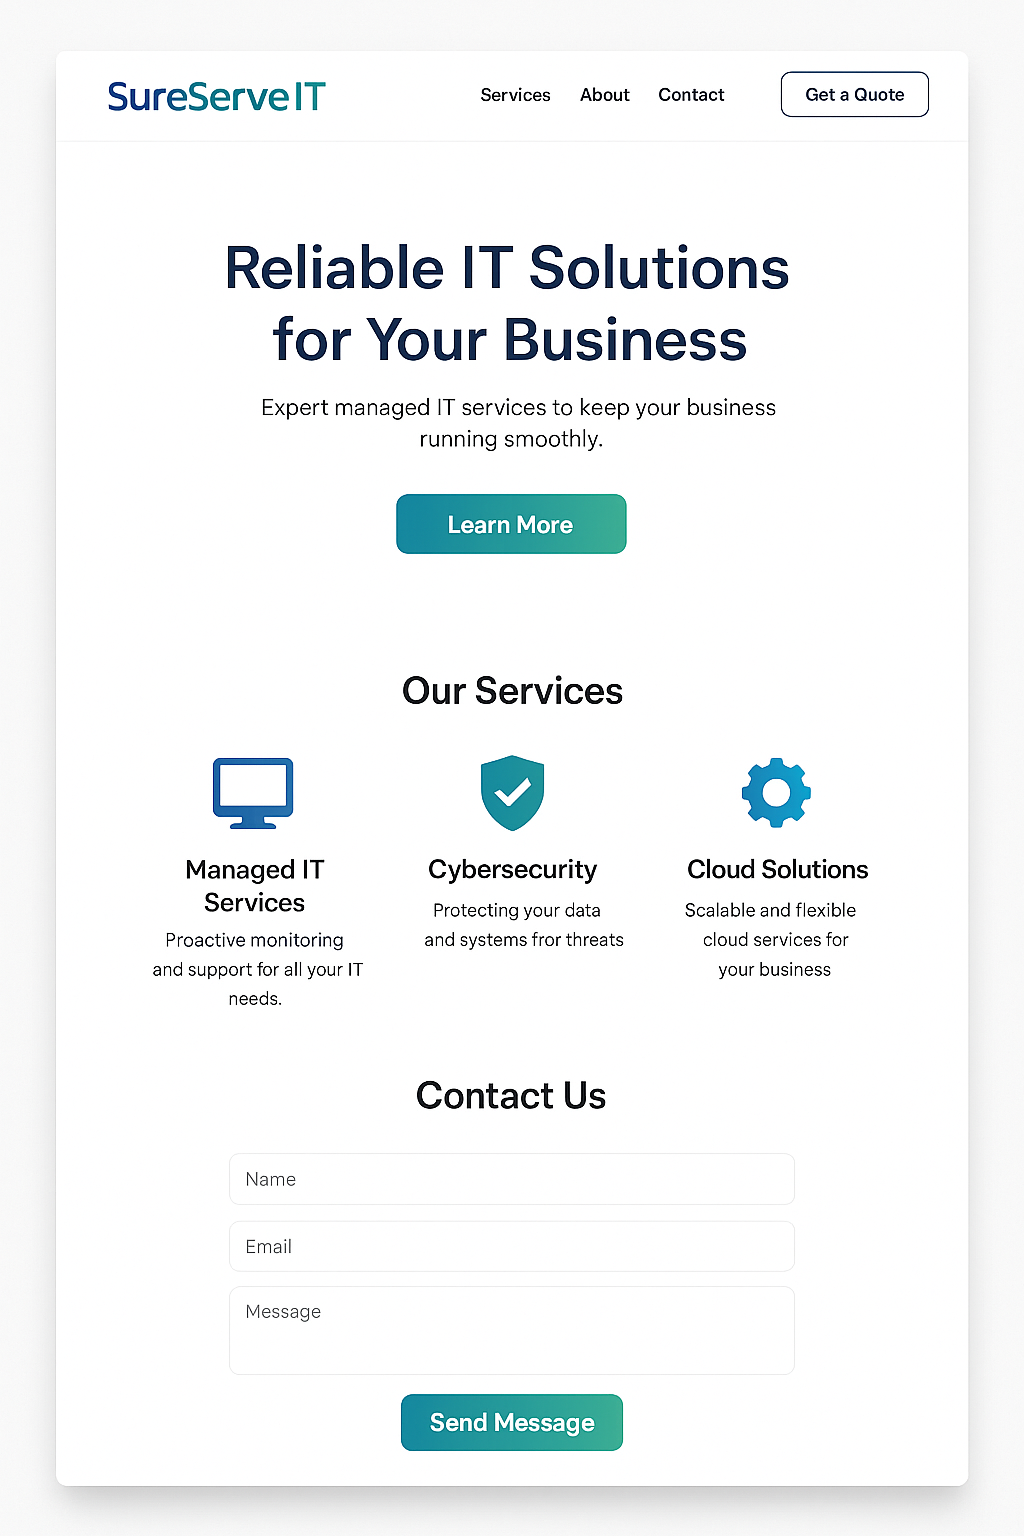 SureServe IT
Services About Contact Get a Quote
Reliable IT Solutions
for Your Business
Expert managed IT services to keep your business
running smoothly.
Learn More
Our Services
Managed IT
Services
Proactive monitoring
and support for all your IT
needs.
Cybersecurity
Protecting your data
and systems fror threats
Cloud Solutions
Scalable and flexible
cloud services for
your business
Contact Us
Name
Email
Message
Send Message